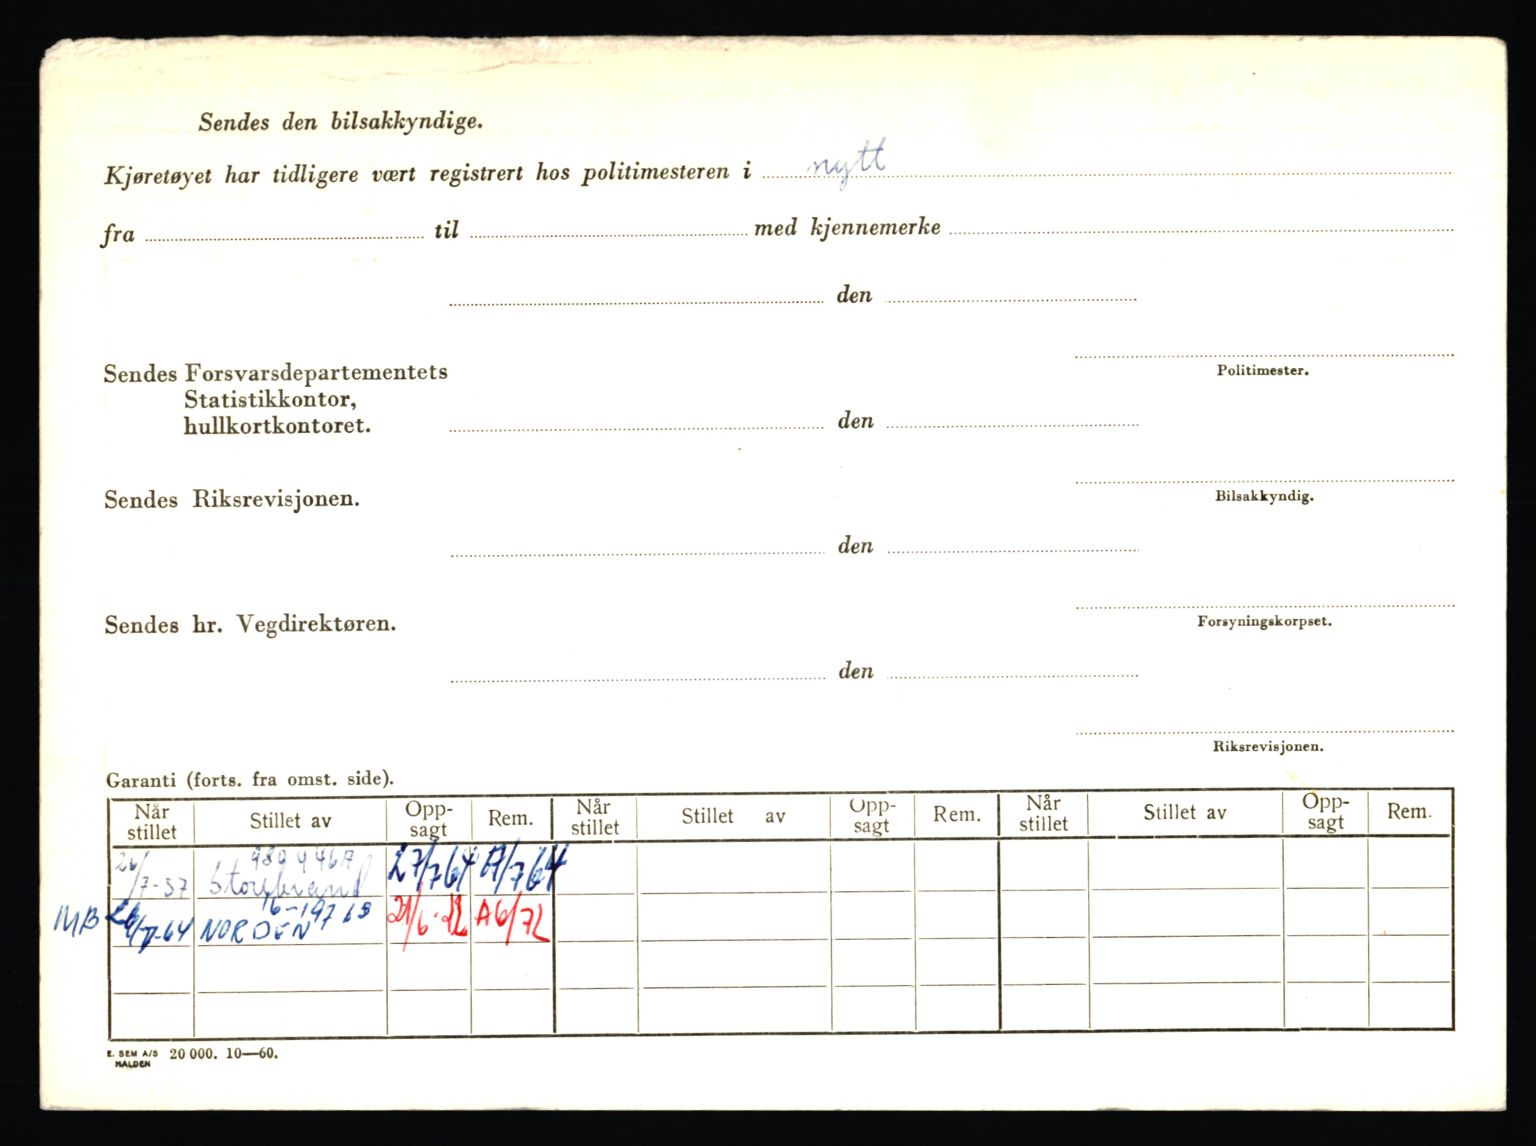 Sendes den bilsakkyndige.
Kjøretøyet har tidligere vært registrert hos politimesteren i nytt
fra til med kjennemerke
den
Politimester.
Sendes Forsvarsdepartementets
Statistikkontor,
hullkortkontoret. den
Bilsakkyndig.
Sendes Riksrevisjonen.
den
Forsyningskorpset.
Sendes hr. Vegdirektøren.
den
Riksrevisjonen.
Garanti (forts. fra omst. side).
Når stillet Stillet av Opp-sagt Rem. Når stillet Stillet av Opp-sagt Rem. Når stillet Stillet av Opp-sagt Rem.
26/7-57 Storebrand 27/7 64 A/7 64
MB NORDEN 16-19763 21/6-72 A6/72
E. SEM A/S HALDEN 20 000. 10—60.